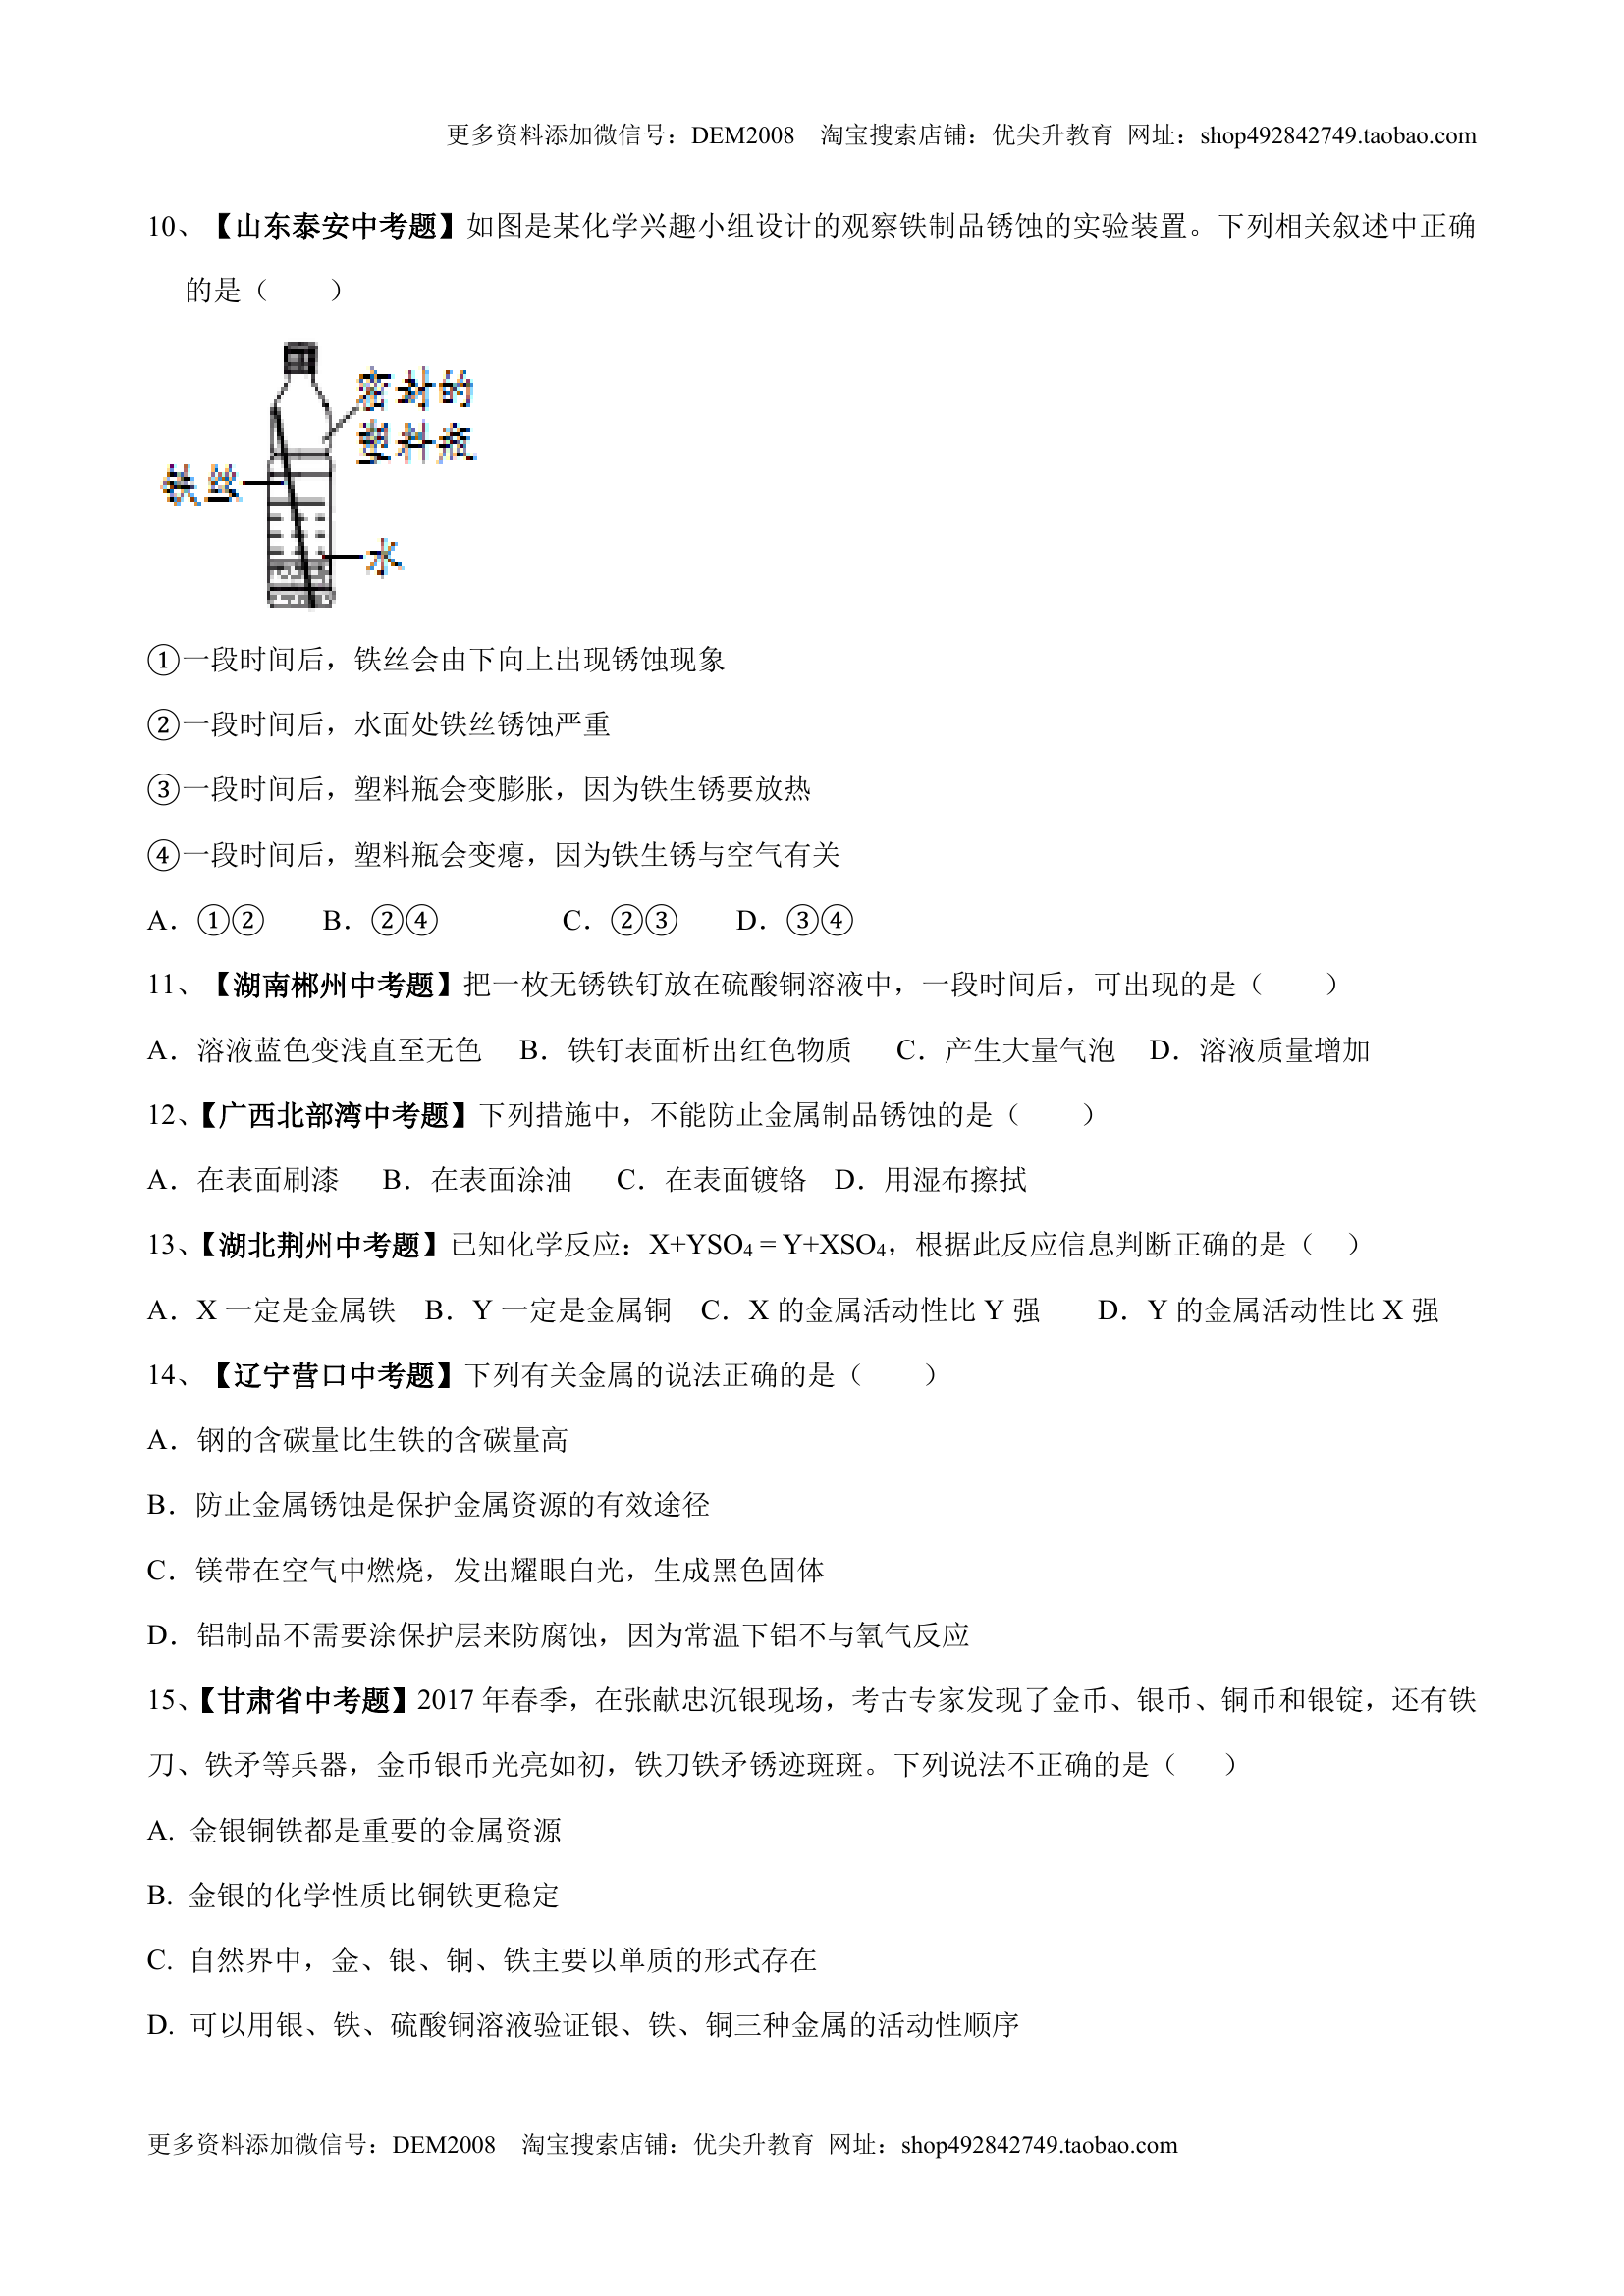 更多资料添加微信号：DEM2008 淘宝搜索店铺：优尖升教育 网址：shop492842749.taobao.com
10、【山东泰安中考题】如图是某化学兴趣小组设计的观察铁制品锈蚀的实验装置。下列相关叙述中正确
的是（ ）
密封的
塑料瓶
铁丝
水
①一段时间后，铁丝会由下向上出现锈蚀现象
②一段时间后，水面处铁丝锈蚀严重
③一段时间后，塑料瓶会变膨胀，因为铁生锈要放热
④一段时间后，塑料瓶会变瘪，因为铁生锈与空气有关
A．①② B．②④ C．②③ D．③④
11、【湖南郴州中考题】把一枚无锈铁钉放在硫酸铜溶液中，一段时间后，可出现的是（ ）
A．溶液蓝色变浅直至无色 B．铁钉表面析出红色物质 C．产生大量气泡 D．溶液质量增加
12、【广西北部湾中考题】下列措施中，不能防止金属制品锈蚀的是（ ）
A．在表面刷漆 B．在表面涂油 C．在表面镀铬 D．用湿布擦拭
13、【湖北荆州中考题】已知化学反应：X+YSO₄ = Y+XSO₄，根据此反应信息判断正确的是（ ）
A．X 一定是金属铁 B．Y 一定是金属铜 C．X 的金属活动性比 Y 强 D．Y 的金属活动性比 X 强
14、【辽宁营口中考题】下列有关金属的说法正确的是（ ）
A．钢的含碳量比生铁的含碳量高
B．防止金属锈蚀是保护金属资源的有效途径
C．镁带在空气中燃烧，发出耀眼白光，生成黑色固体
D．铝制品不需要涂保护层来防腐蚀，因为常温下铝不与氧气反应
15、【甘肃省中考题】2017 年春季，在张献忠沉银现场，考古专家发现了金币、银币、铜币和银锭，还有铁
刀、铁矛等兵器，金币银币光亮如初，铁刀铁矛锈迹斑斑。下列说法不正确的是（ ）
A. 金银铜铁都是重要的金属资源
B. 金银的化学性质比铜铁更稳定
C. 自然界中，金、银、铜、铁主要以单质的形式存在
D. 可以用银、铁、硫酸铜溶液验证银、铁、铜三种金属的活动性顺序
更多资料添加微信号：DEM2008 淘宝搜索店铺：优尖升教育 网址：shop492842749.taobao.com